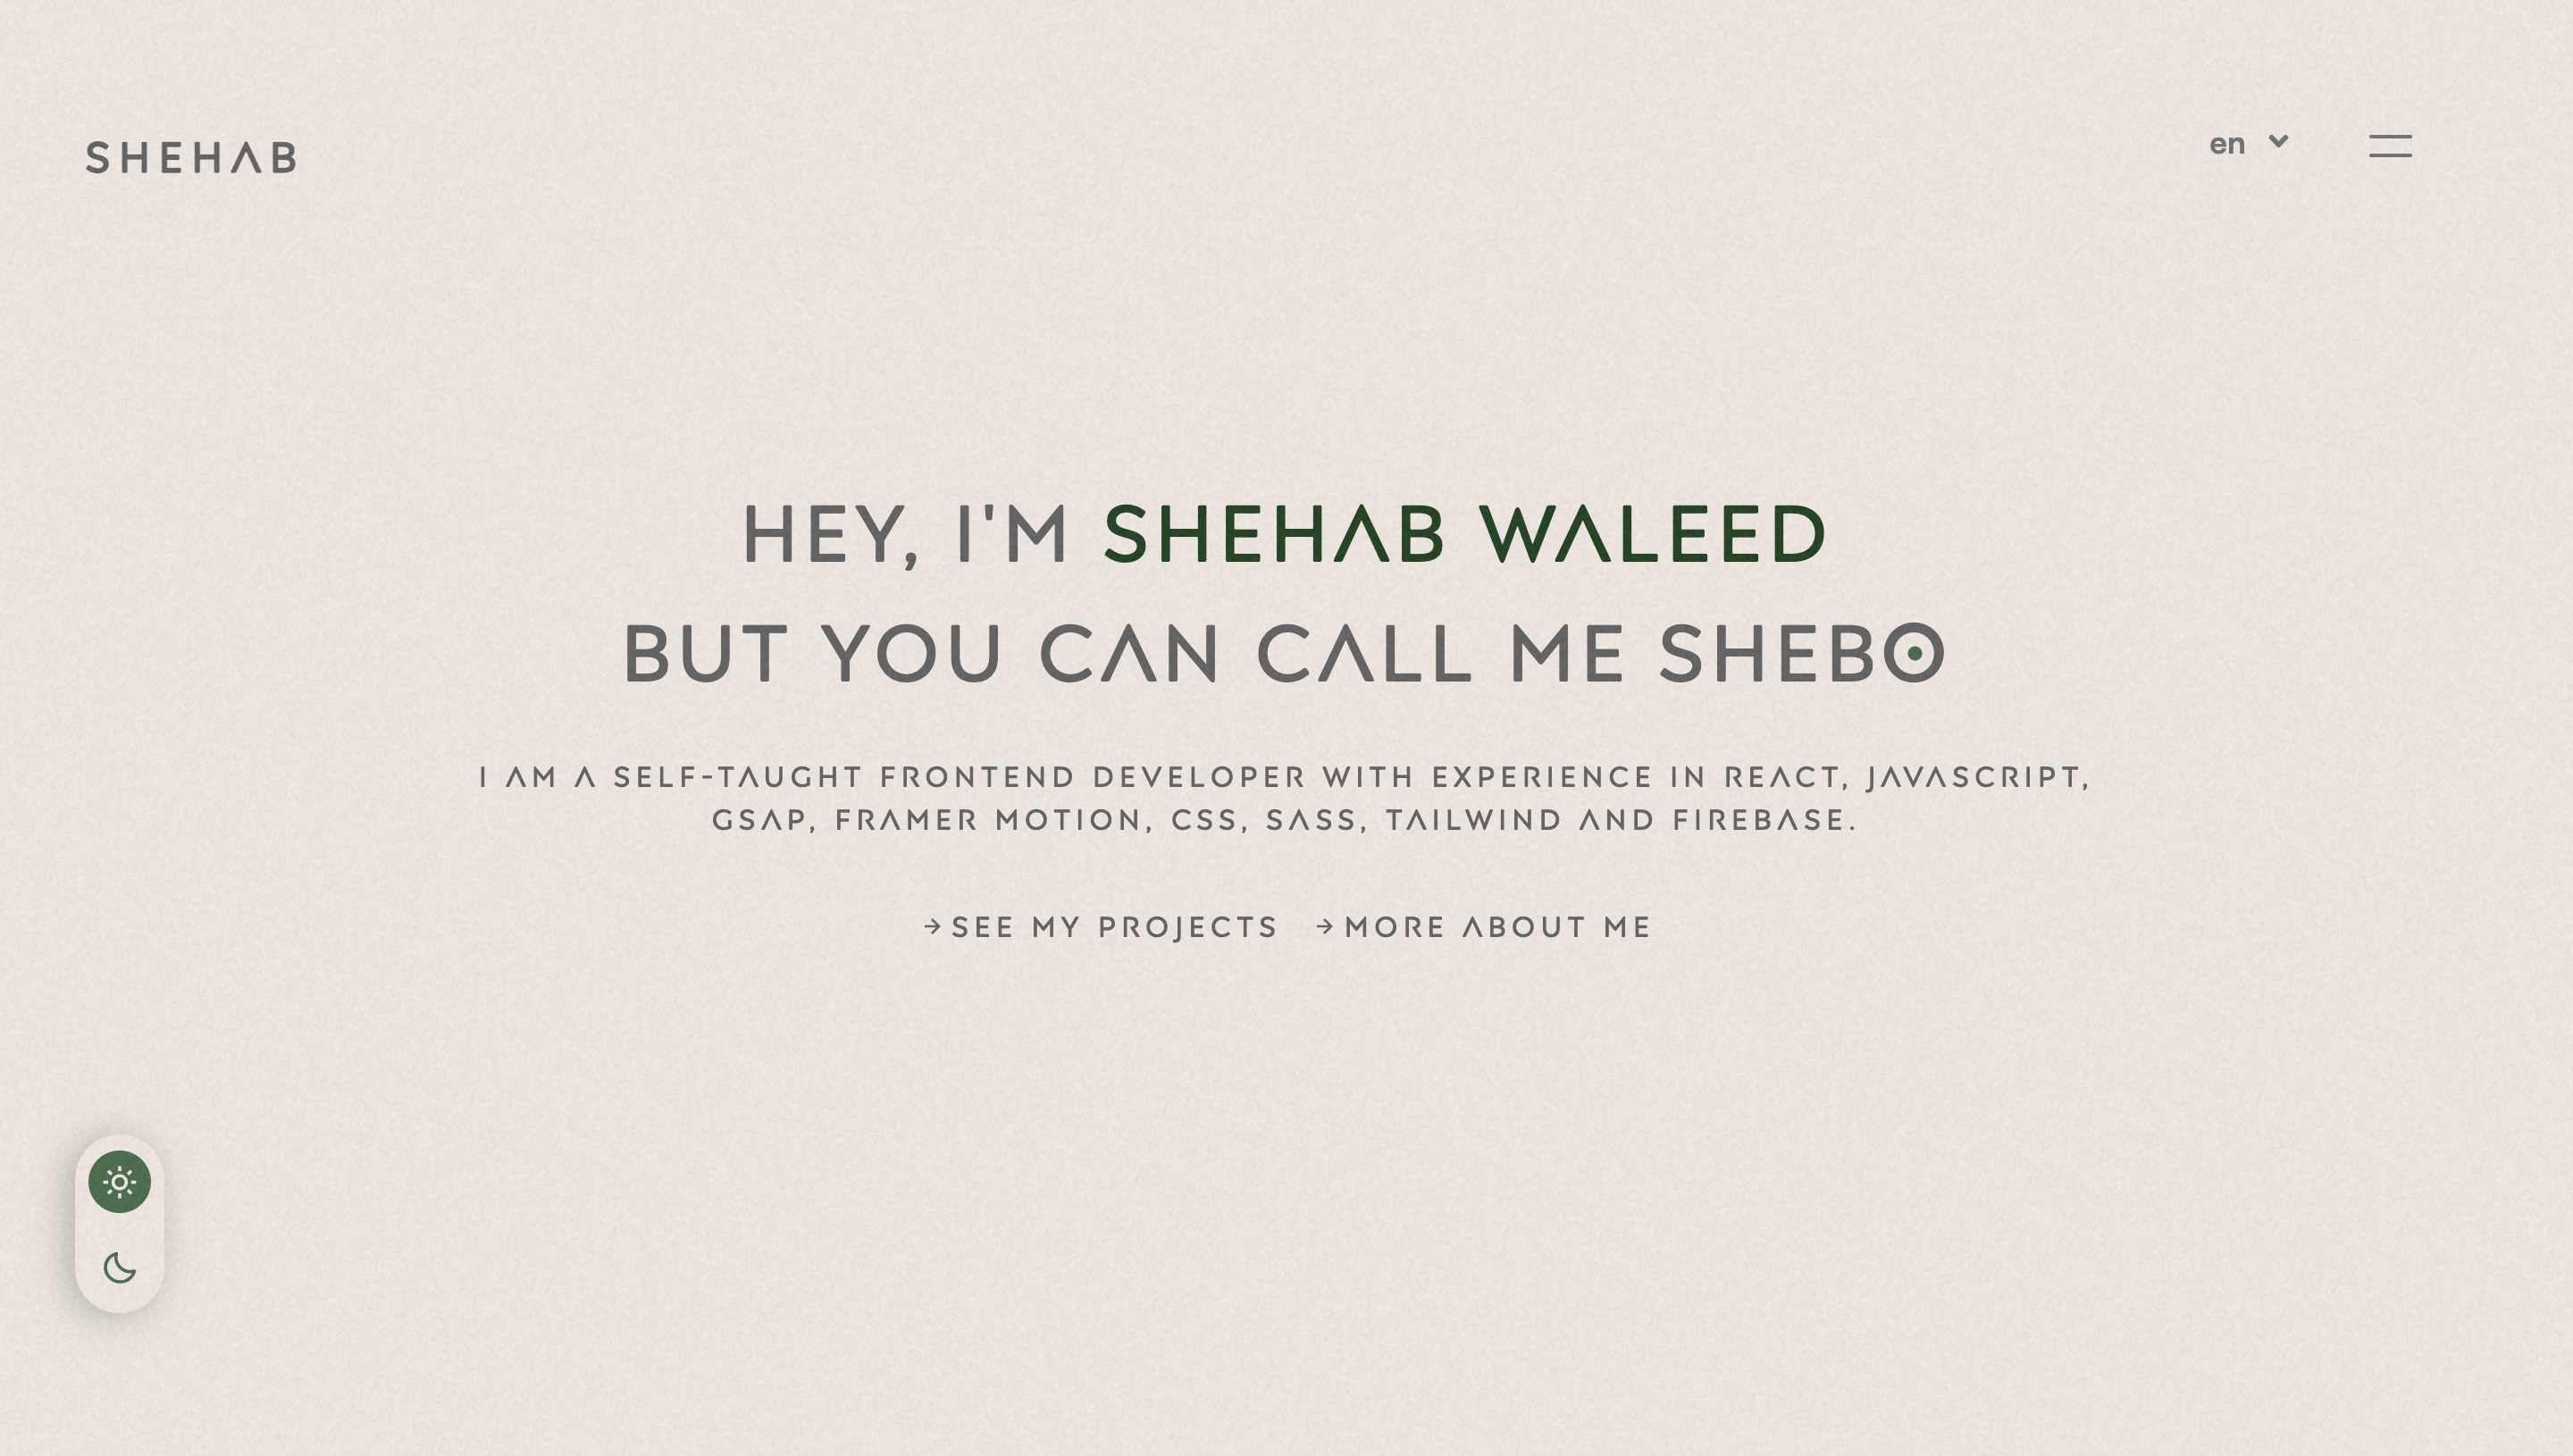 SHEHAB
en
HEY, I'M SHEHAB WALEED
BUT YOU CAN CALL ME SHEBO
I AM A SELF-TAUGHT FRONTEND DEVELOPER WITH EXPERIENCE IN REACT, JAVASCRIPT,
GSAP, FRAMER MOTION, CSS, SASS, TAILWIND AND FIREBASE.
→ SEE MY PROJECTS → MORE ABOUT ME